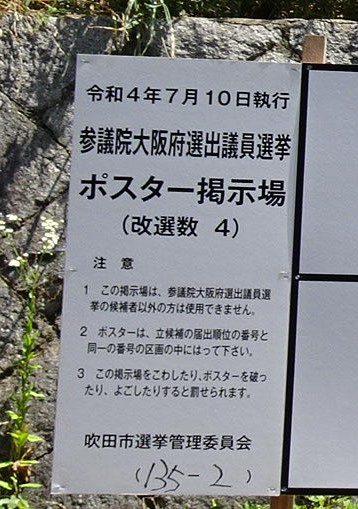 令和4年7月10日執行
参議院大阪府選出議員選挙
ポスター掲示場
（改選数 4）
注 意
1 この掲示場は、参議院大阪府選出議員選
挙の候補者以外の方は使用できません。
2 ポスターは、立候補の届出順位の番号と
同一の番号の区画の中にはって下さい。
3 この掲示場をこわしたり、ポスターを破っ
たり、よごしたりすると罰せられます。
吹田市選挙管理委員会
(135-2)